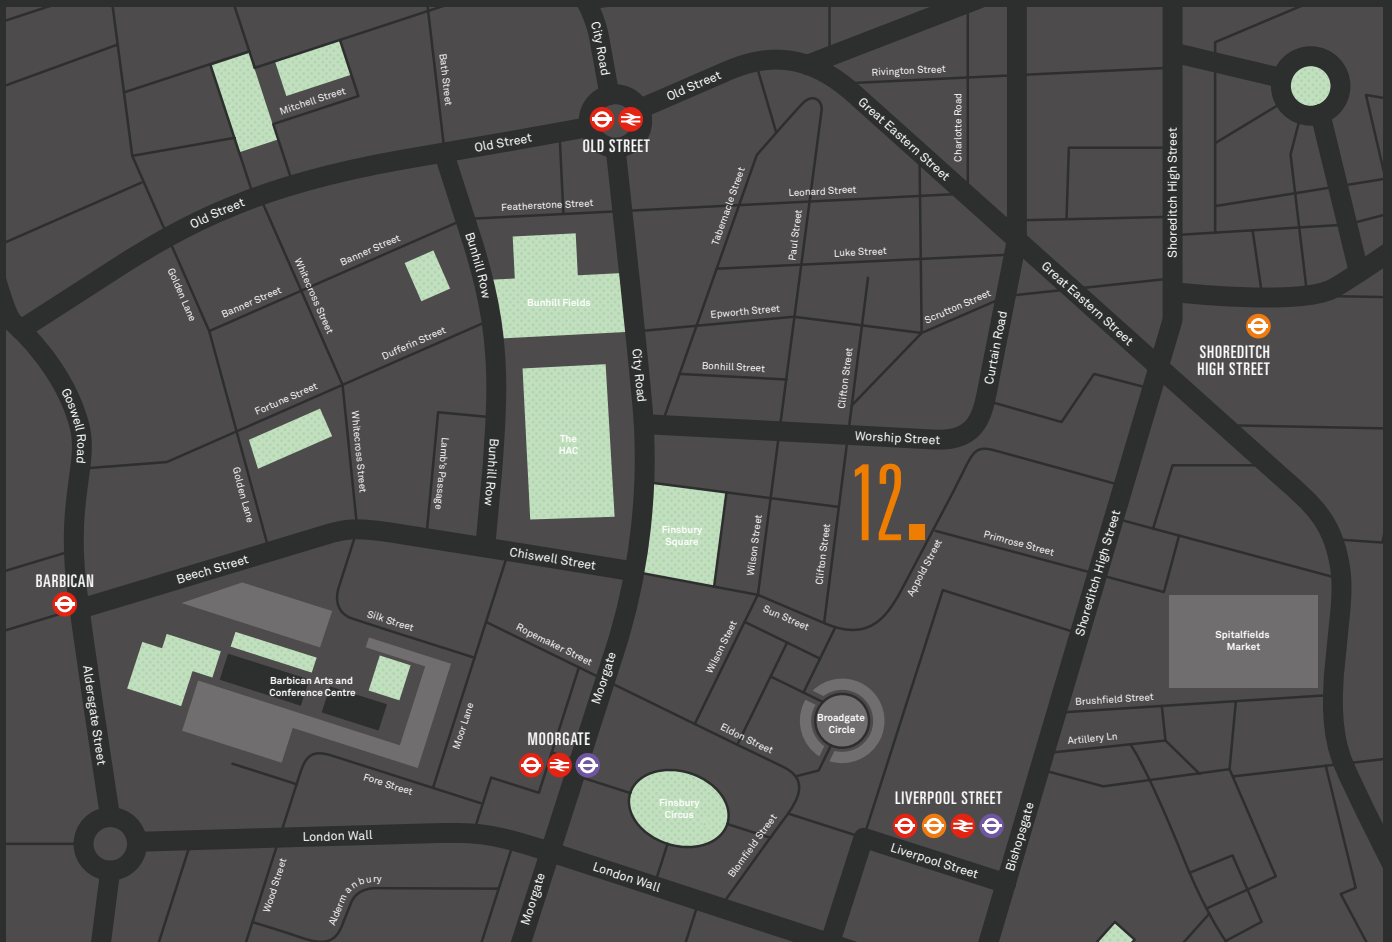 City Road
Bath Street
Mitchell Street
Old Street
OLD STREET
Old Street
Rivington Street
Great Eastern Street
Charlotte Road
Shoreditch High Street
Old Street
Featherstone Street
Tabernacle Street
Leonard Street
Paul Street
Luke Street
Banner Street
Banner Street
Golden Lane
Whitecross Street
Bunhill Row
Bunhill Fields
Epworth Street
Scrutton Street
Great Eastern Street
Curtain Road
SHOREDITCH
HIGH STREET
Dufferin Street
City Road
Bonhill Street
Clifton Street
Goswell Road
Fortune Street
Whitecross Street
Golden Lane
Lamb's Passage
Bunhill Row
The
HAC
Worship Street
12.
Finsbury
Square
Wilson Street
Clifton Street
Appold Street
Primrose Street
Shoreditch High Street
Beech Street
Chiswell Street
BARBICAN
Silk Street
Ropemaker Street
Sun Street
Wilson Steet
Spitalfields
Market
Barbican Arts and
Conference Centre
Aldersgate Street
Moor Lane
Moorgate
Broadgate
Circle
Eldon Street
Brushfield Street
Artillery Ln
MOORGATE
Fore Street
Finsbury
Circus
LIVERPOOL STREET
Liverpool Street
Bishopsgate
Blomfield Street
London Wall
London Wall
Wood Street
Aldermanbury
Moorgate